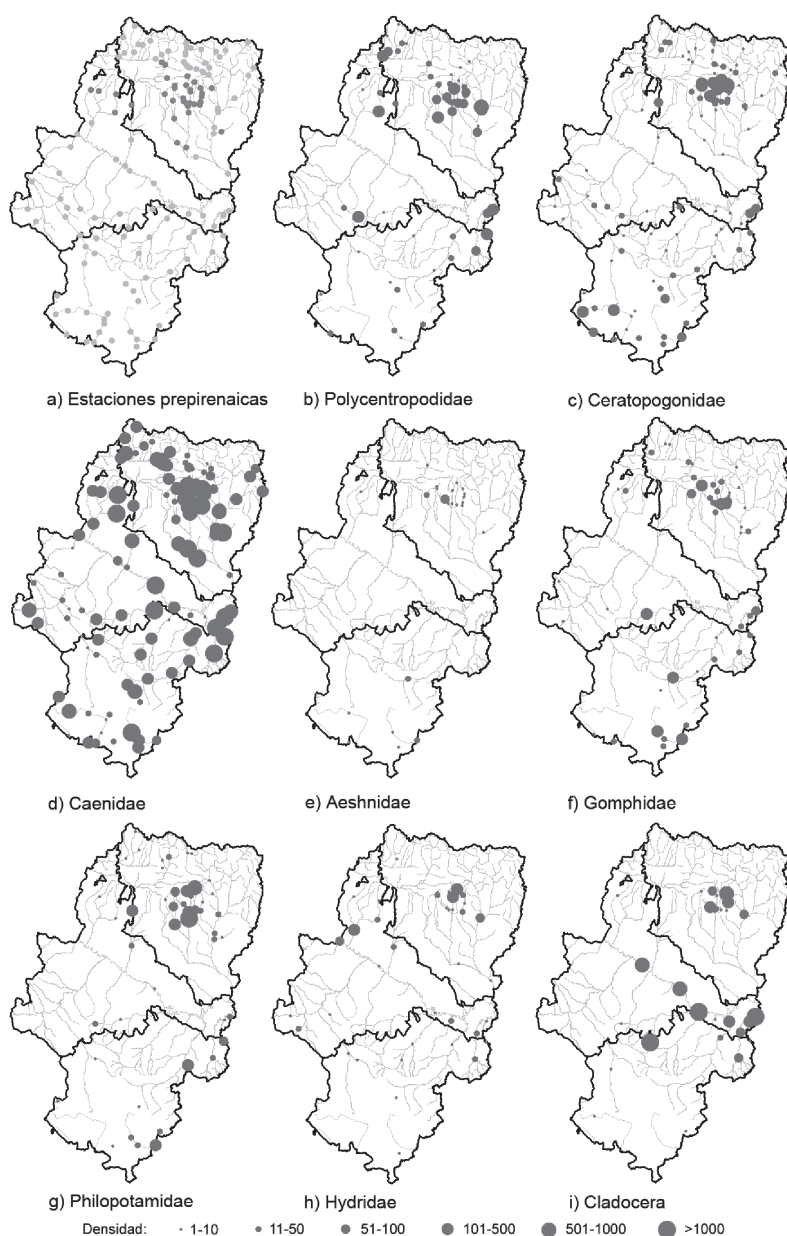 a) Estaciones prepirenaicas
b) Polycentropodidae
c) Ceratopogonidae
d) Caenidae
e) Aeshnidae
f) Gomphidae
g) Philopotamidae
h) Hydridae
i) Cladocera
Densidad: 1-10 11-50 51-100 101-500 501-1000 >1000